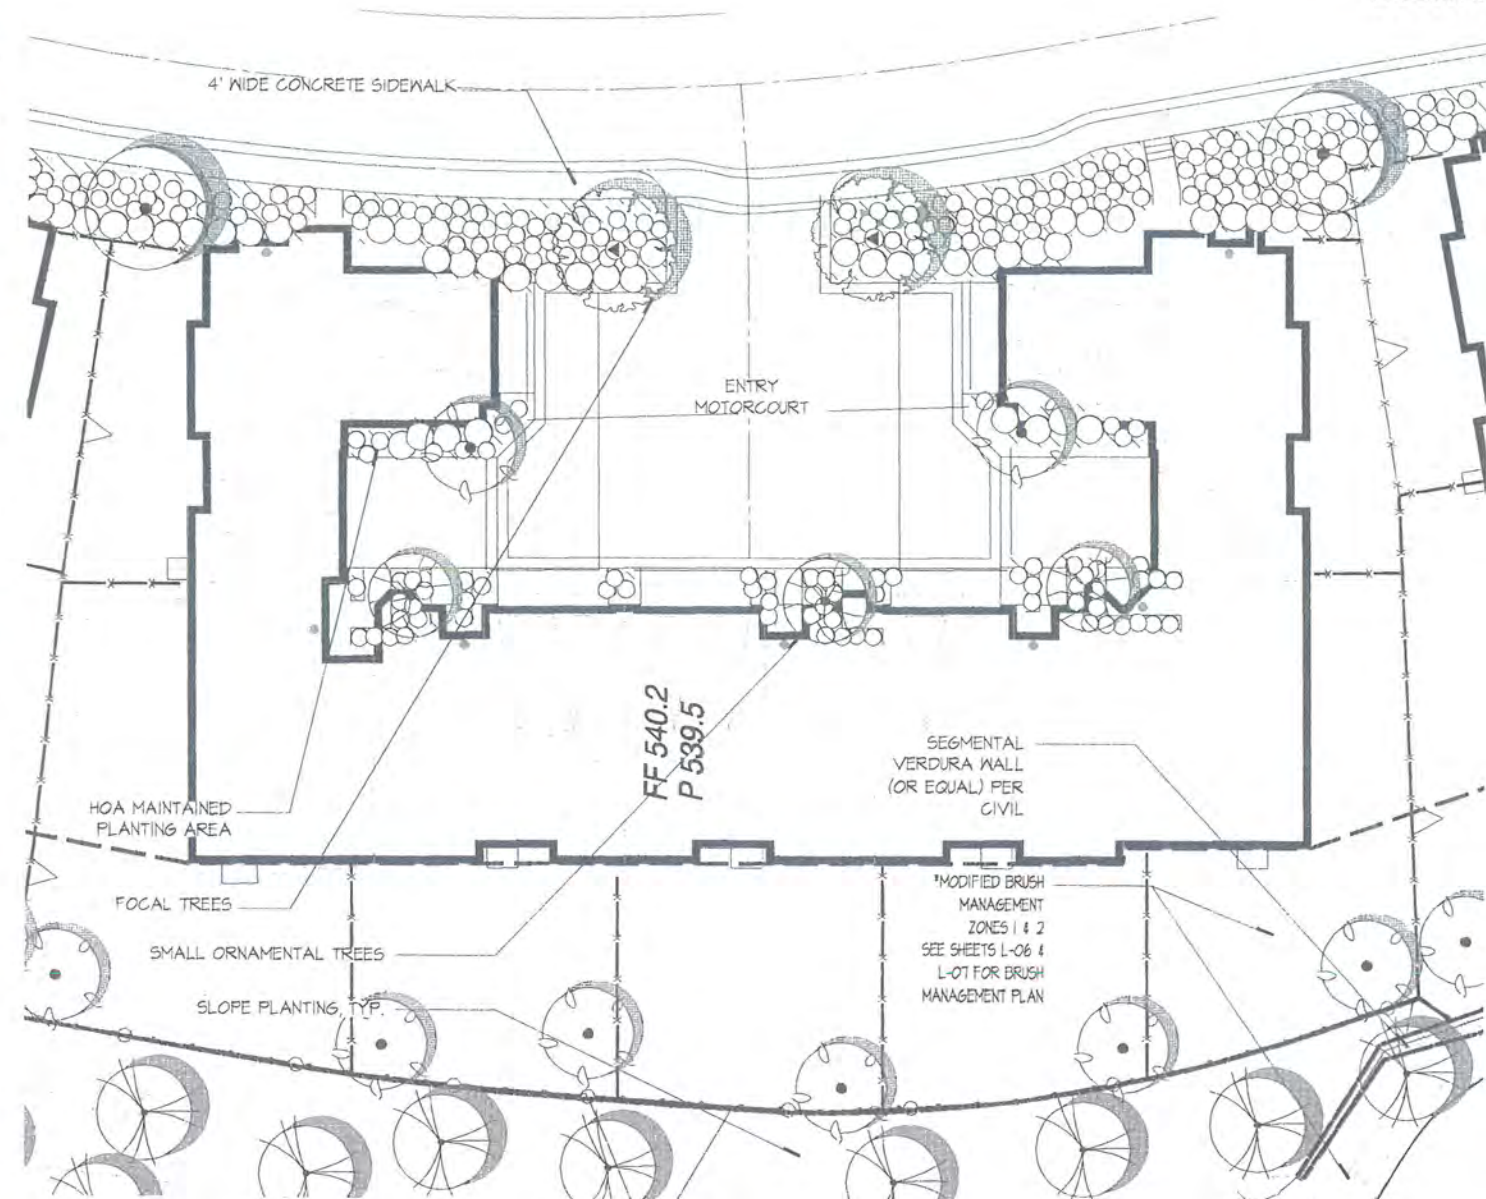 4' WIDE CONCRETE SIDEWALK
ENTRY
MOTORCOURT
FF 540.2
P 539.5
SEGMENTAL
VERDURA WALL
(OR EQUAL) PER
CIVIL
HOA MAINTAINED
PLANTING AREA
FOCAL TREES
SMALL ORNAMENTAL TREES
SLOPE PLANTING, TYP.
*MODIFIED BRUSH
MANAGEMENT
ZONES 1 & 2
SEE SHEETS L-06 &
L-07 FOR BRUSH
MANAGEMENT PLAN